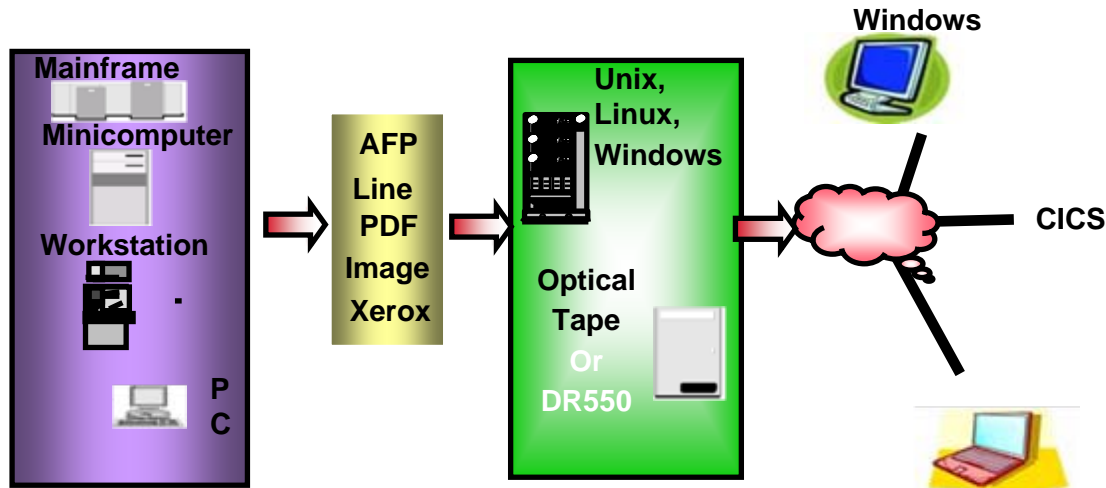 Mainframe
Minicomputer
Workstation
P
C
AFP
Line
PDF
Image
Xerox
Unix,
Linux,
Windows
Optical
Tape
Or
DR550
Windows
CICS